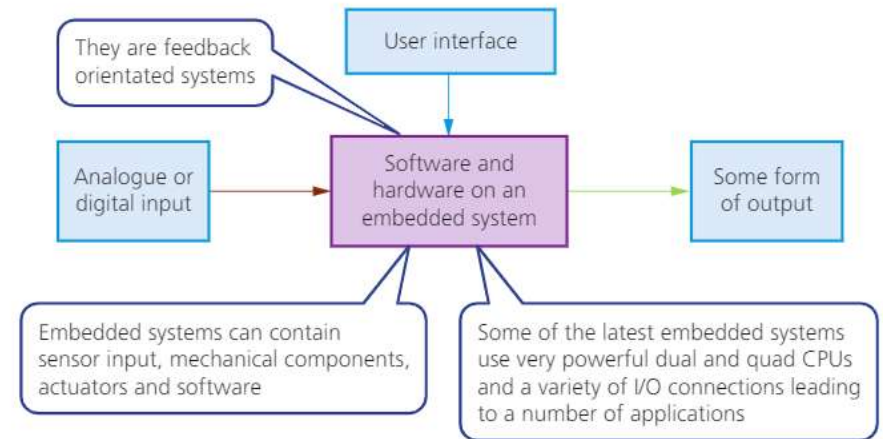 They are feedback
orientated systems
User interface
Analogue or
digital input
Software and
hardware on an
embedded system
Some form
of output
Embedded systems can contain
sensor input, mechanical components,
actuators and software
Some of the latest embedded systems
use very powerful dual and quad CPUs
and a variety of I/O connections leading
to a number of applications